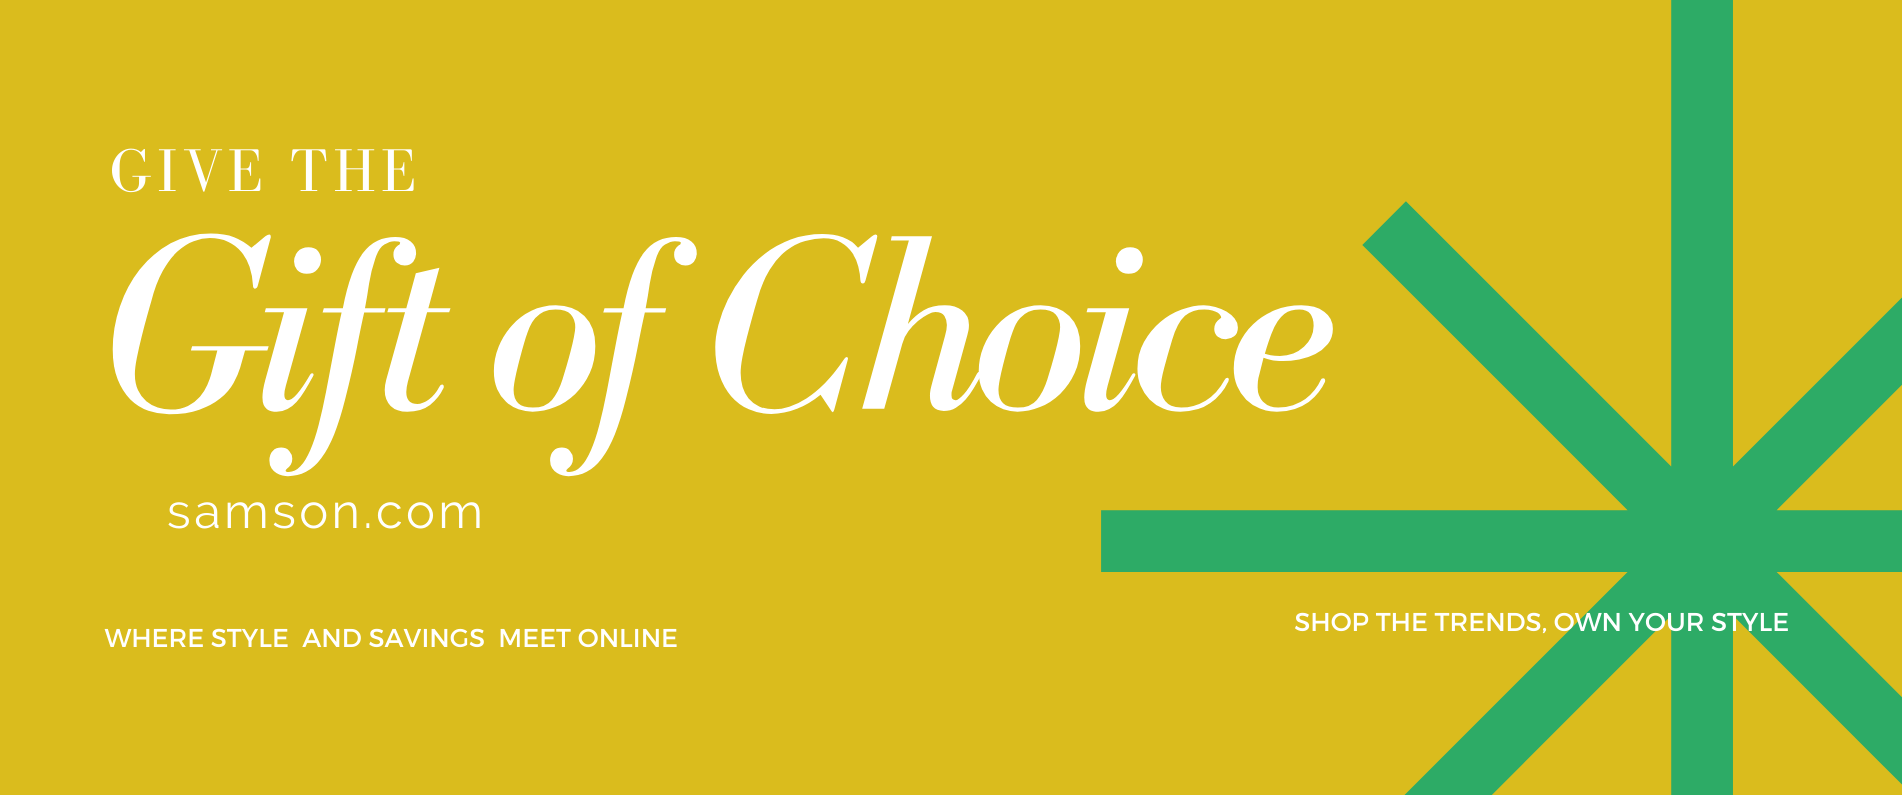 GIVE THE
Gift of Choice
samson.com
WHERE STYLE  AND SAVINGS  MEET ONLINE
SHOP THE TRENDS, OWN YOUR STYLE